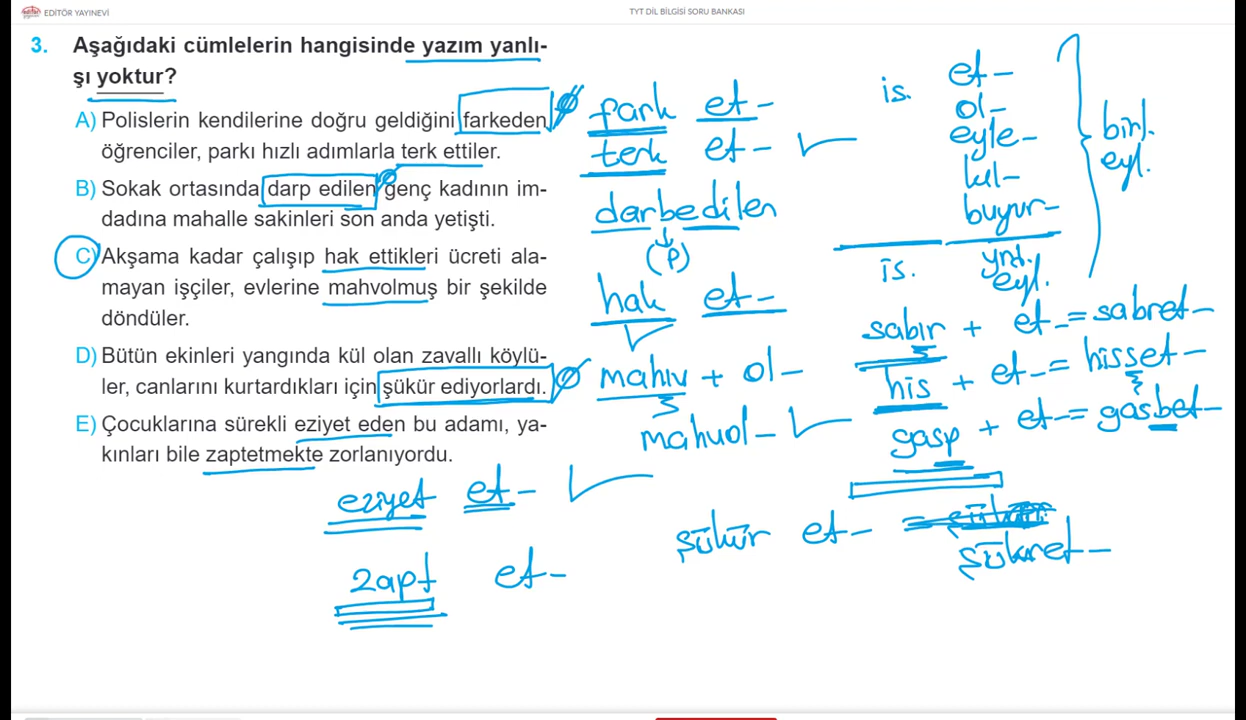 EDİTÖR YAYINEVİ
TYT DİL BİLGİSİ SORU BANKASI
3. Aşağıdaki cümlelerin hangisinde yazım yanlı-
şı yoktur?
A) Polislerin kendilerine doğru geldiğini farkeden
öğrenciler, parkı hızlı adımlarla terk ettiler.
B) Sokak ortasında darp edilen genç kadının im-
dadına mahalle sakinleri son anda yetişti.
C) Akşama kadar çalışıp hak ettikleri ücreti ala-
mayan işçiler, evlerine mahvolmuş bir şekilde
döndüler.
D) Bütün ekinleri yangında kül olan zavallı köylü-
ler, canlarını kurtardıkları için şükür ediyorlardı.
E) Çocuklarına sürekli eziyet eden bu adamı, ya-
kınları bile zaptetmekte zorlanıyordu.
park et-
terk et-
darbedilen
(p)
hak et-
mahıv + ol-
mahvol-
eziyet et-
zapt et-
is. et-
ol-
eyle-
kıl-
buyur-
birl.
eyl.
is. yrd.
eyl.
sabır + et- = sabret-
his + et- = hisset-
gasp + et- = gasbet-
şükür et- =
şükret-